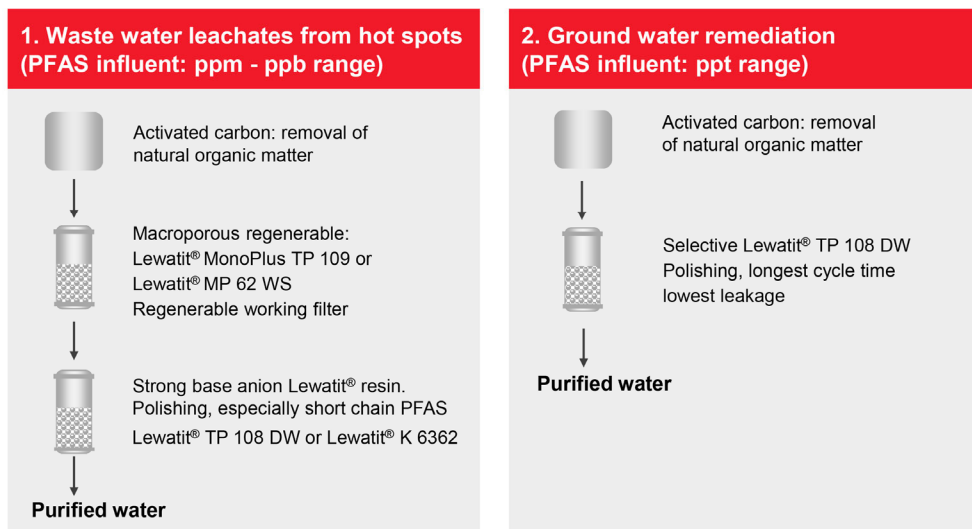 1. Waste water leachates from hot spots
(PFAS influent: ppm - ppb range)
Activated carbon: removal of
natural organic matter
Macroporous regenerable:
Lewatit® MonoPlus TP 109 or
Lewatit® MP 62 WS
Regenerable working filter
Strong base anion Lewatit® resin.
Polishing, especially short chain PFAS
Lewatit® TP 108 DW or Lewatit® K 6362
Purified water
2. Ground water remediation
(PFAS influent: ppt range)
Activated carbon: removal
of natural organic matter
Selective Lewatit® TP 108 DW
Polishing, longest cycle time
lowest leakage
Purified water